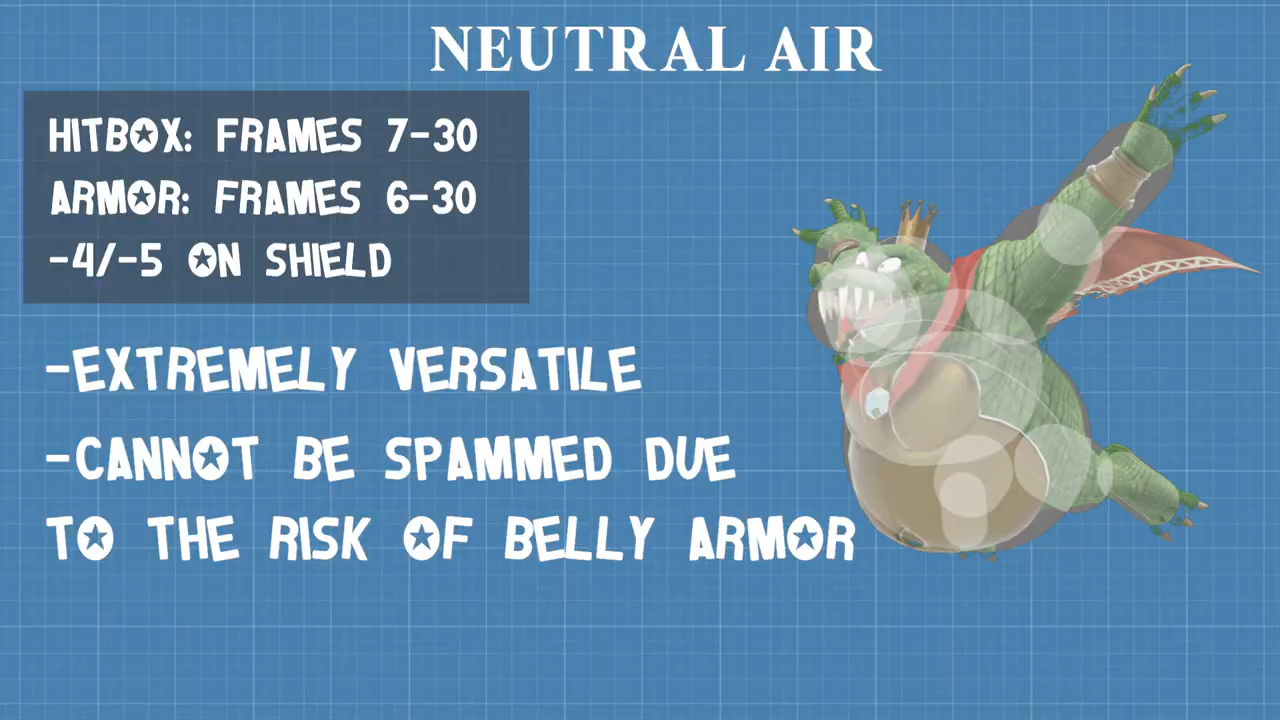 NEUTRAL AIR
HITBOX: FRAMES 7-30
ARMOR: FRAMES 6-30
-4/-5 ON SHIELD
-EXTREMELY VERSATILE
-CANNOT BE SPAMMED DUE
TO THE RISK OF BELLY ARMOR